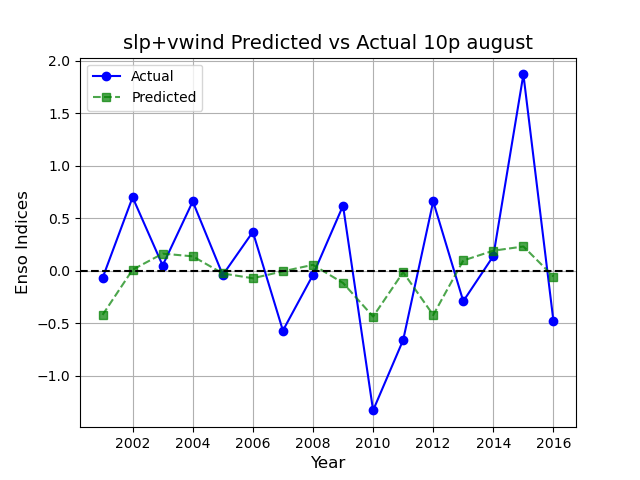 slp+vwind Predicted vs Actual 10p august
Actual
Predicted
Enso Indices
2.0
1.5
1.0
0.5
0.0
−0.5
−1.0
2002 2004 2006 2008 2010 2012 2014 2016
Year